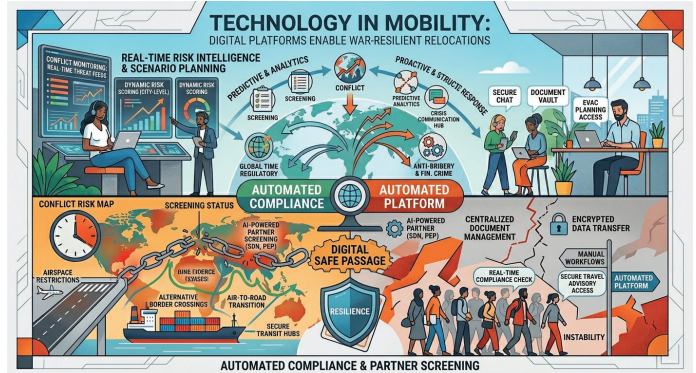 TECHNOLOGY IN MOBILITY:
DIGITAL PLATFORMS ENABLE WAR-RESILIENT RELOCATIONS
REAL-TIME RISK INTELLIGENCE
& SCENARIO PLANNING
CONFLICT MONITORING:
REAL-TIME THREAT FEEDS
DYNAMIC RISK
SCORING (CITY-LEVEL)
DYNAMIC RISK
SCORING
PREDICTIVE & ANALYTICS
SCREENING
SCREENING
CONFLICT
PROACTIVE & STRUCTE RESPONSE
PREDICTIVE
ANALYTICS
CRISIS
COMMUNICATION
HUB
GLOBAL TIME
REGULATORY
ANTI-BRIBERY
& FIN. CRIME
SECURE
CHAT
DOCUMENT
VAULT
EVAC
PLANNING
ACCESS
AUTOMATED
COMPLIANCE
AUTOMATED
PLATFORM
CONFLICT RISK MAP
SCREENING STATUS
AI-POWERED
PARTNER
SCREENING
(SDN, PEP)
AIRSPACE
RESTRICTIONS
ALTERNATIVE
BORDER CROSSINGS
AIR-TO-ROAD
TRANSITION
SECURE
TRANSIT HUBS
DIGITAL
SAFE PASSAGE
RESILIENCE
AI-POWERED
PARTNER
(SDN, PEP)
CENTRALIZED
DOCUMENT
MANAGEMENT
ENCRYPTED
DATA TRANSFER
REAL-TIME
COMPLIANCE CHECK
MANUAL
WORKFLOWS
SECURE TRAVEL
ADVISORY
ACCESS
AUTOMATED
PLATFORM
INSTABILITY
AUTOMATED COMPLIANCE & PARTNER SCREENING